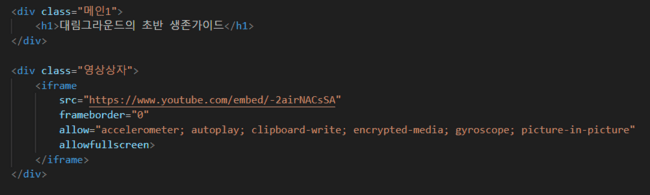 <div class="메인1">
<h1>대림그라운드의 초반 생존가이드</h1>
</div>
<div class="영상상자">
<iframe
src="https://www.youtube.com/embed/-2airNACsSA"
frameborder="0"
allow="accelerometer; autoplay; clipboard-write; encrypted-media; gyroscope; picture-in-picture"
allowfullscreen>
</iframe>
</div>